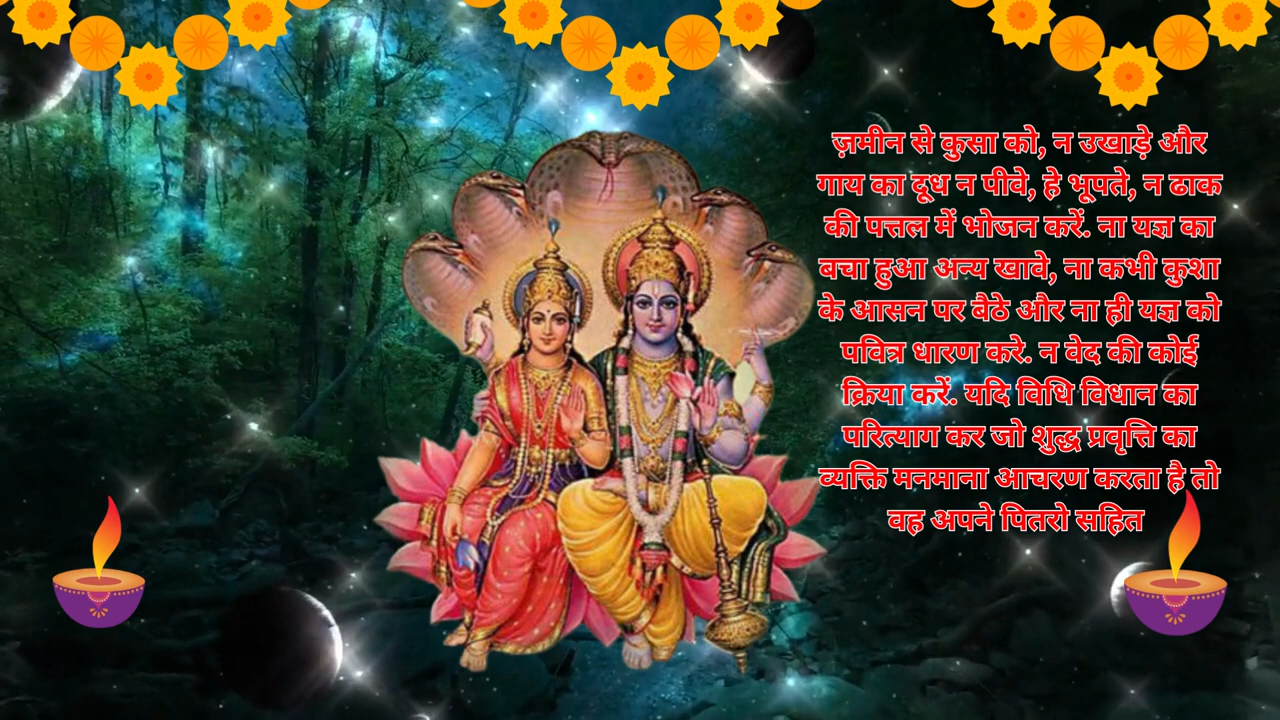 ज़मीन से कुसा को, न उखाड़े और
गाय का दूध न पीवे, हे भूपते, न ढाक
की पत्तल में भोजन करें. ना यज्ञ का
बचा हुआ अन्य खावे, ना कभी कुशा
के आसन पर बैठे और ना ही यज्ञ को
पवित्र धारण करे. न वेद की कोई
क्रिया करें. यदि विधि विधान का
परित्याग कर जो शुद्ध प्रवृत्ति का
व्यक्ति मनमाना आचरण करता है तो
वह अपने पितरो सहित